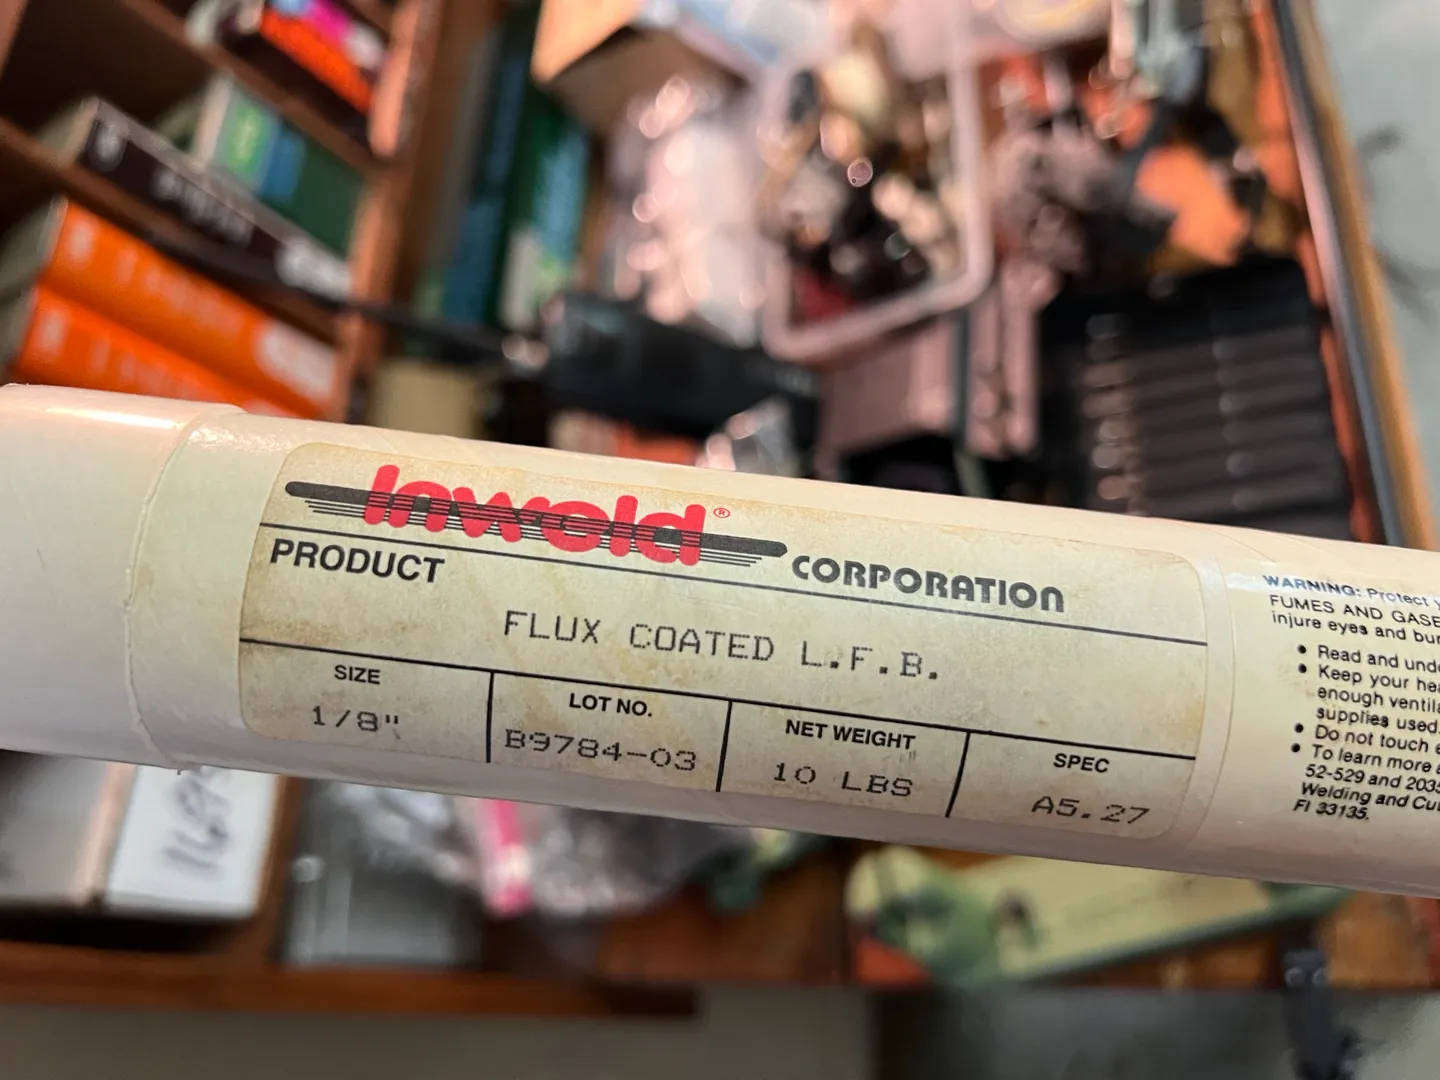 Inweld®
CORPORATION
PRODUCT
FLUX COATED L.F.B.
SIZE
1/8"
LOT NO.
B9784-03
NET WEIGHT
10 LBS
SPEC
A5.27
WARNING: Protect
FUMES AND
injure eyes and
• Read and
• Keep your
enough
supplies used.
• Do not touch
• To learn more
52-529 and
Welding and
Fl 33135.